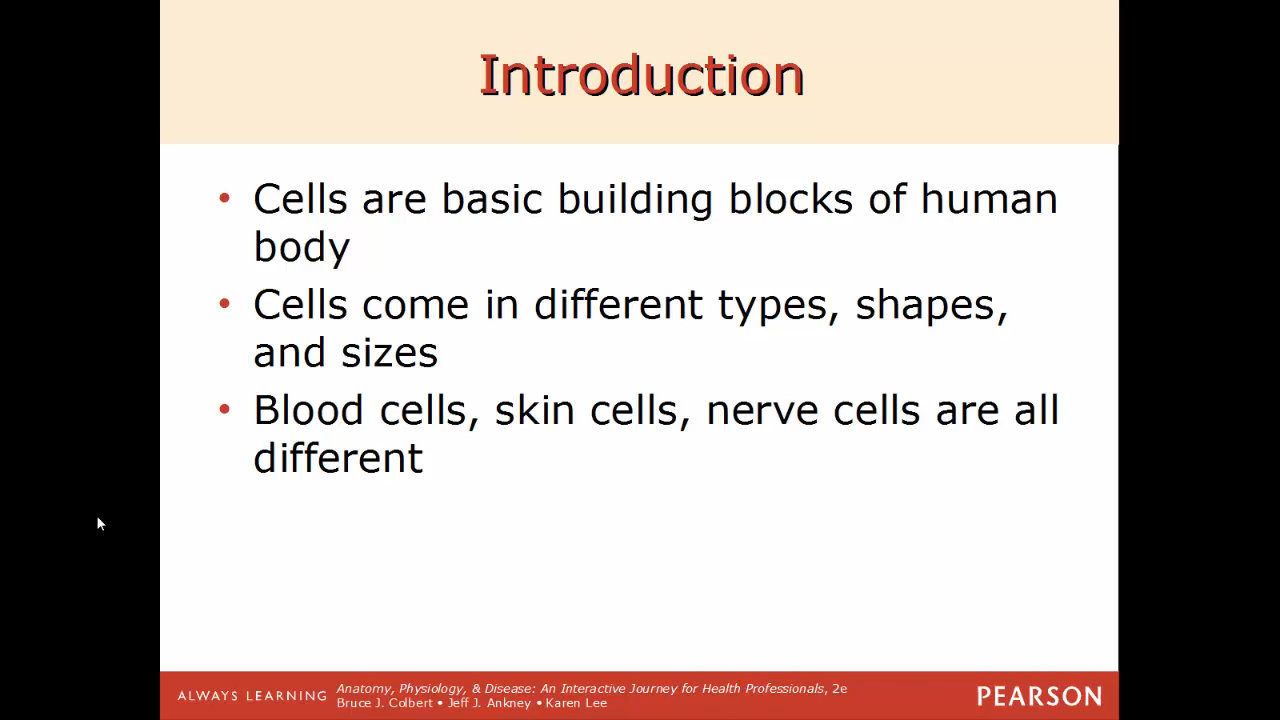 Introduction
• Cells are basic building blocks of human
body
• Cells come in different types, shapes,
and sizes
• Blood cells, skin cells, nerve cells are all
different
ALWAYS LEARNING
Anatomy, Physiology, & Disease: An Interactive Journey for Health Professionals, 2e
Bruce J. Colbert • Jeff J. Ankney • Karen Lee
PEARSON